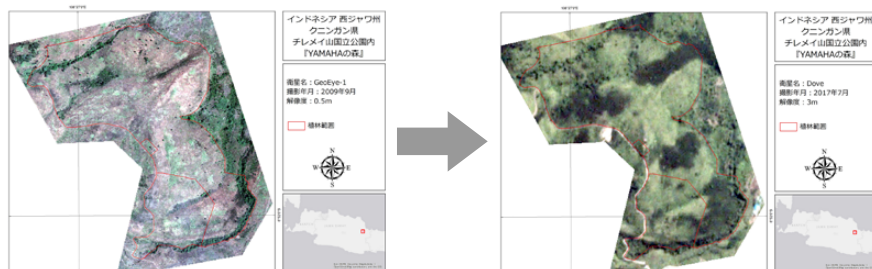 インドネシア 西ジャワ州
クニンガン県
チレメイ山国立公園内
『YAMAHAの森』
衛星名：GeoEye-1
撮影年月：2009年9月
解像度：0.5m
植林範囲
N
W
E
S
インドネシア 西ジャワ州
クニンガン県
チレメイ山国立公園内
『YAMAHAの森』
衛星名：Dove
撮影年月：2017年7月
解像度：3m
植林範囲
N
W
E
S